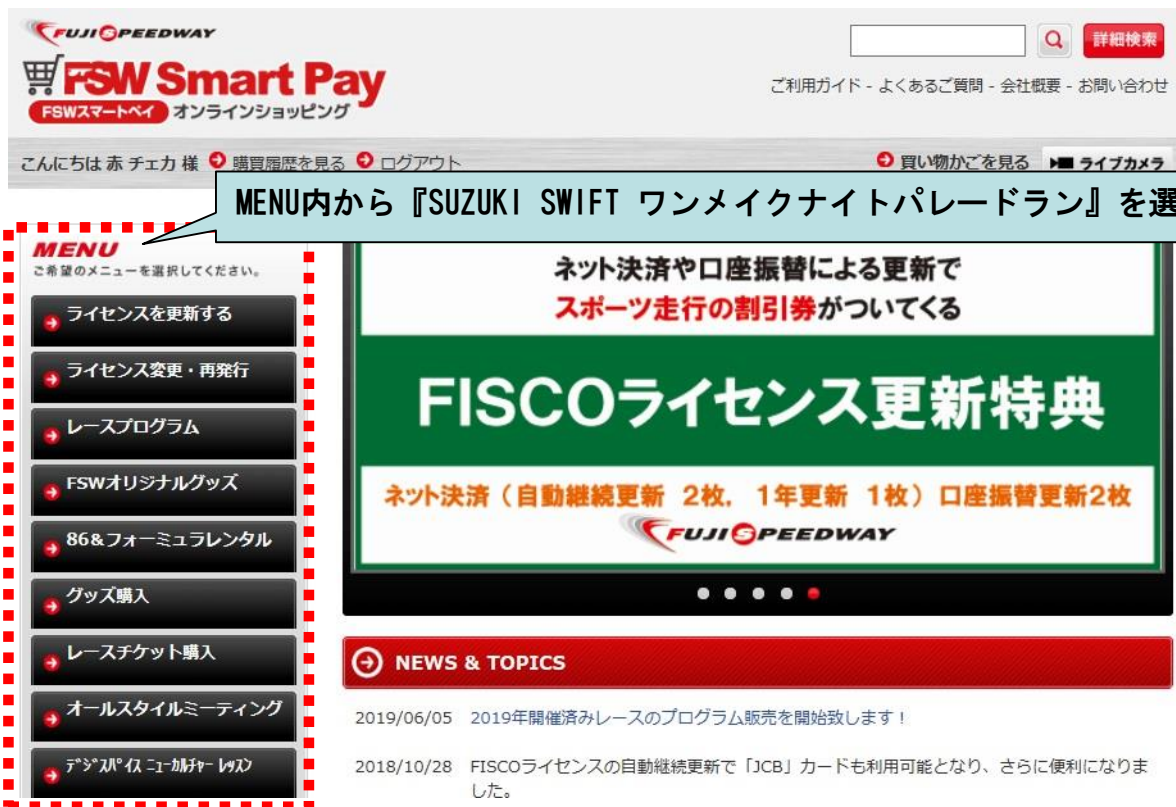 FUJI SPEEDWAY
詳細検索
FSW Smart Pay
FSWスマートペイ オンラインショッピング
ご利用ガイド - よくあるご質問 - 会社概要 - お問い合わせ
こんにちは 赤 チェカ 様 購買履歴を見る ログアウト
買い物かごを見る ライブカメラ
MENU内から『SUZUKI SWIFT ワンメイクナイトパレードラン』を選
MENU
ご希望のメニューを選択してください。
ライセンスを更新する
ライセンス変更・再発行
レースプログラム
FSWオリジナルグッズ
86&フォーミュラレンタル
グッズ購入
レースチケット購入
オールスタイルミーティング
ﾃﾞｼﾞｽﾊﾟｲｽ ﾆｭｰｶﾙﾁｬｰ ﾚｯｽﾝ
ネット決済や口座振替による更新で
スポーツ走行の割引券がついてくる
FISCOライセンス更新特典
ネット決済（自動継続更新 2枚. 1年更新 1枚）口座振替更新2枚
FUJI SPEEDWAY
NEWS & TOPICS
2019/06/05 2019年開催済みレースのプログラム販売を開始致します！
2018/10/28 FISCOライセンスの自動継続更新で「JCB」カードも利用可能となり、さらに便利になりま
した。